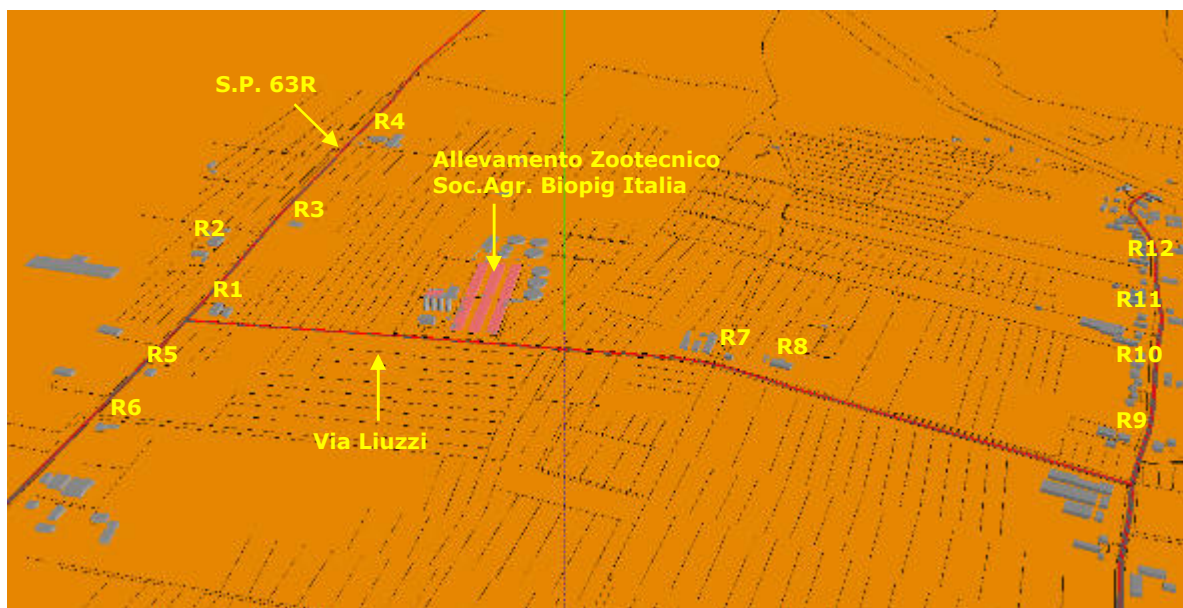 S.P. 63R
R4
Allevamento Zootecnico
Soc.Agr. Biopig Italia
R3
R2
R12
R1
R11
R7
R8
R5
R10
R6
R9
Via Liuzzi